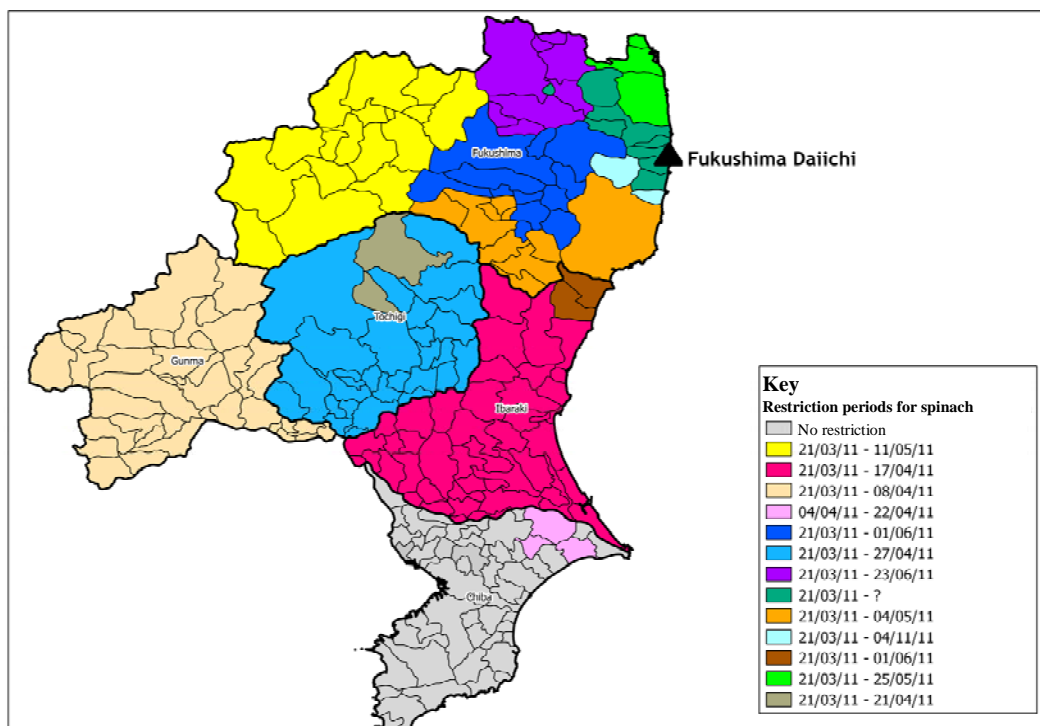 Fukushima
Fukushima Daiichi
Tochigi
Gunma
Ibaraki
Chiba
Key
Restriction periods for spinach
No restriction
21/03/11 - 11/05/11
21/03/11 - 17/04/11
21/03/11 - 08/04/11
04/04/11 - 22/04/11
21/03/11 - 01/06/11
21/03/11 - 27/04/11
21/03/11 - 23/06/11
21/03/11 - ?
21/03/11 - 04/05/11
21/03/11 - 04/11/11
21/03/11 - 01/06/11
21/03/11 - 25/05/11
21/03/11 - 21/04/11